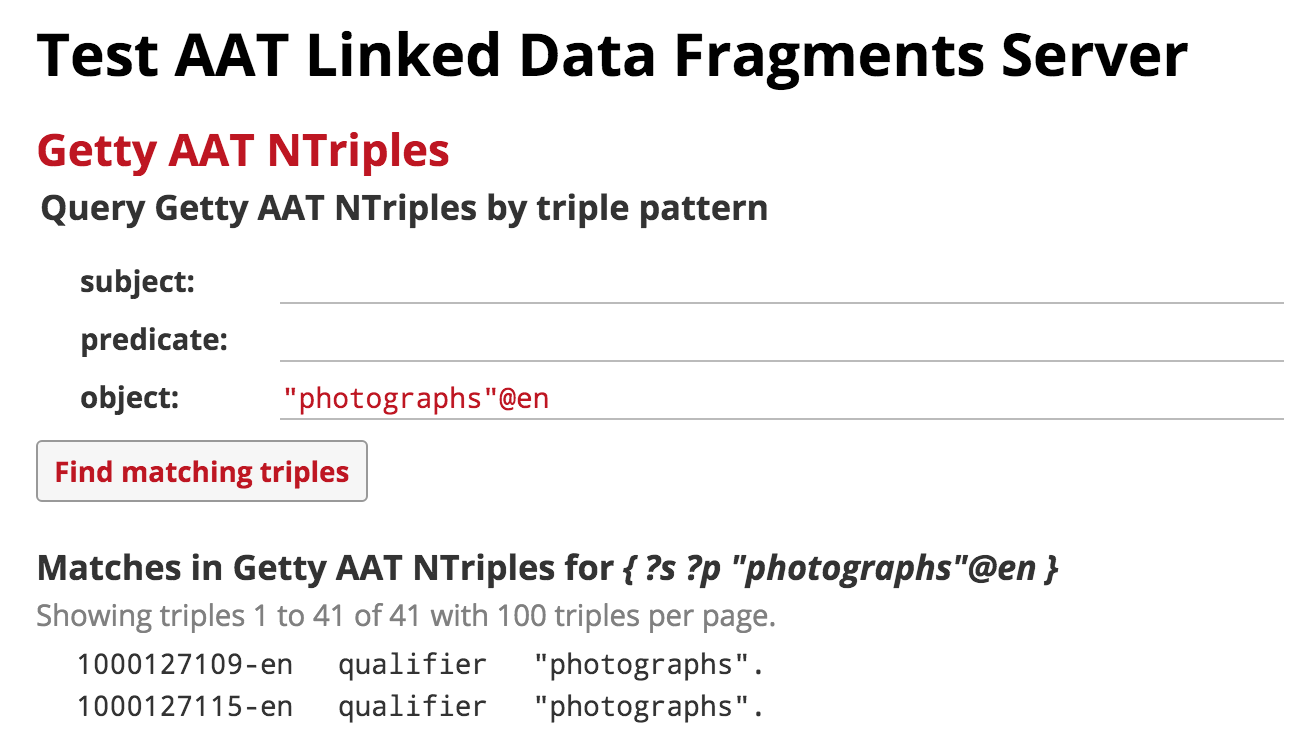 Test AAT Linked Data Fragments Server
Getty AAT NTriples
Query Getty AAT NTriples by triple pattern
subject:
predicate:
object: "photographs"@en
Find matching triples
Matches in Getty AAT NTriples for { ?s ?p "photographs"@en }
Showing triples 1 to 41 of 41 with 100 triples per page.
1000127109-en qualifier "photographs".
1000127115-en qualifier "photographs".